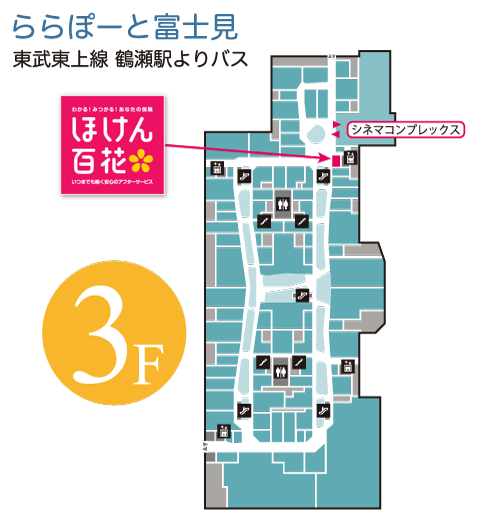 ららぽーと富士見
東武東上線 鶴瀬駅よりバス
わかる!みつかる!あなたの保険
ほけん
百花
いつまでも続く安心のアフターサービス
シネマコンプレックス
3F